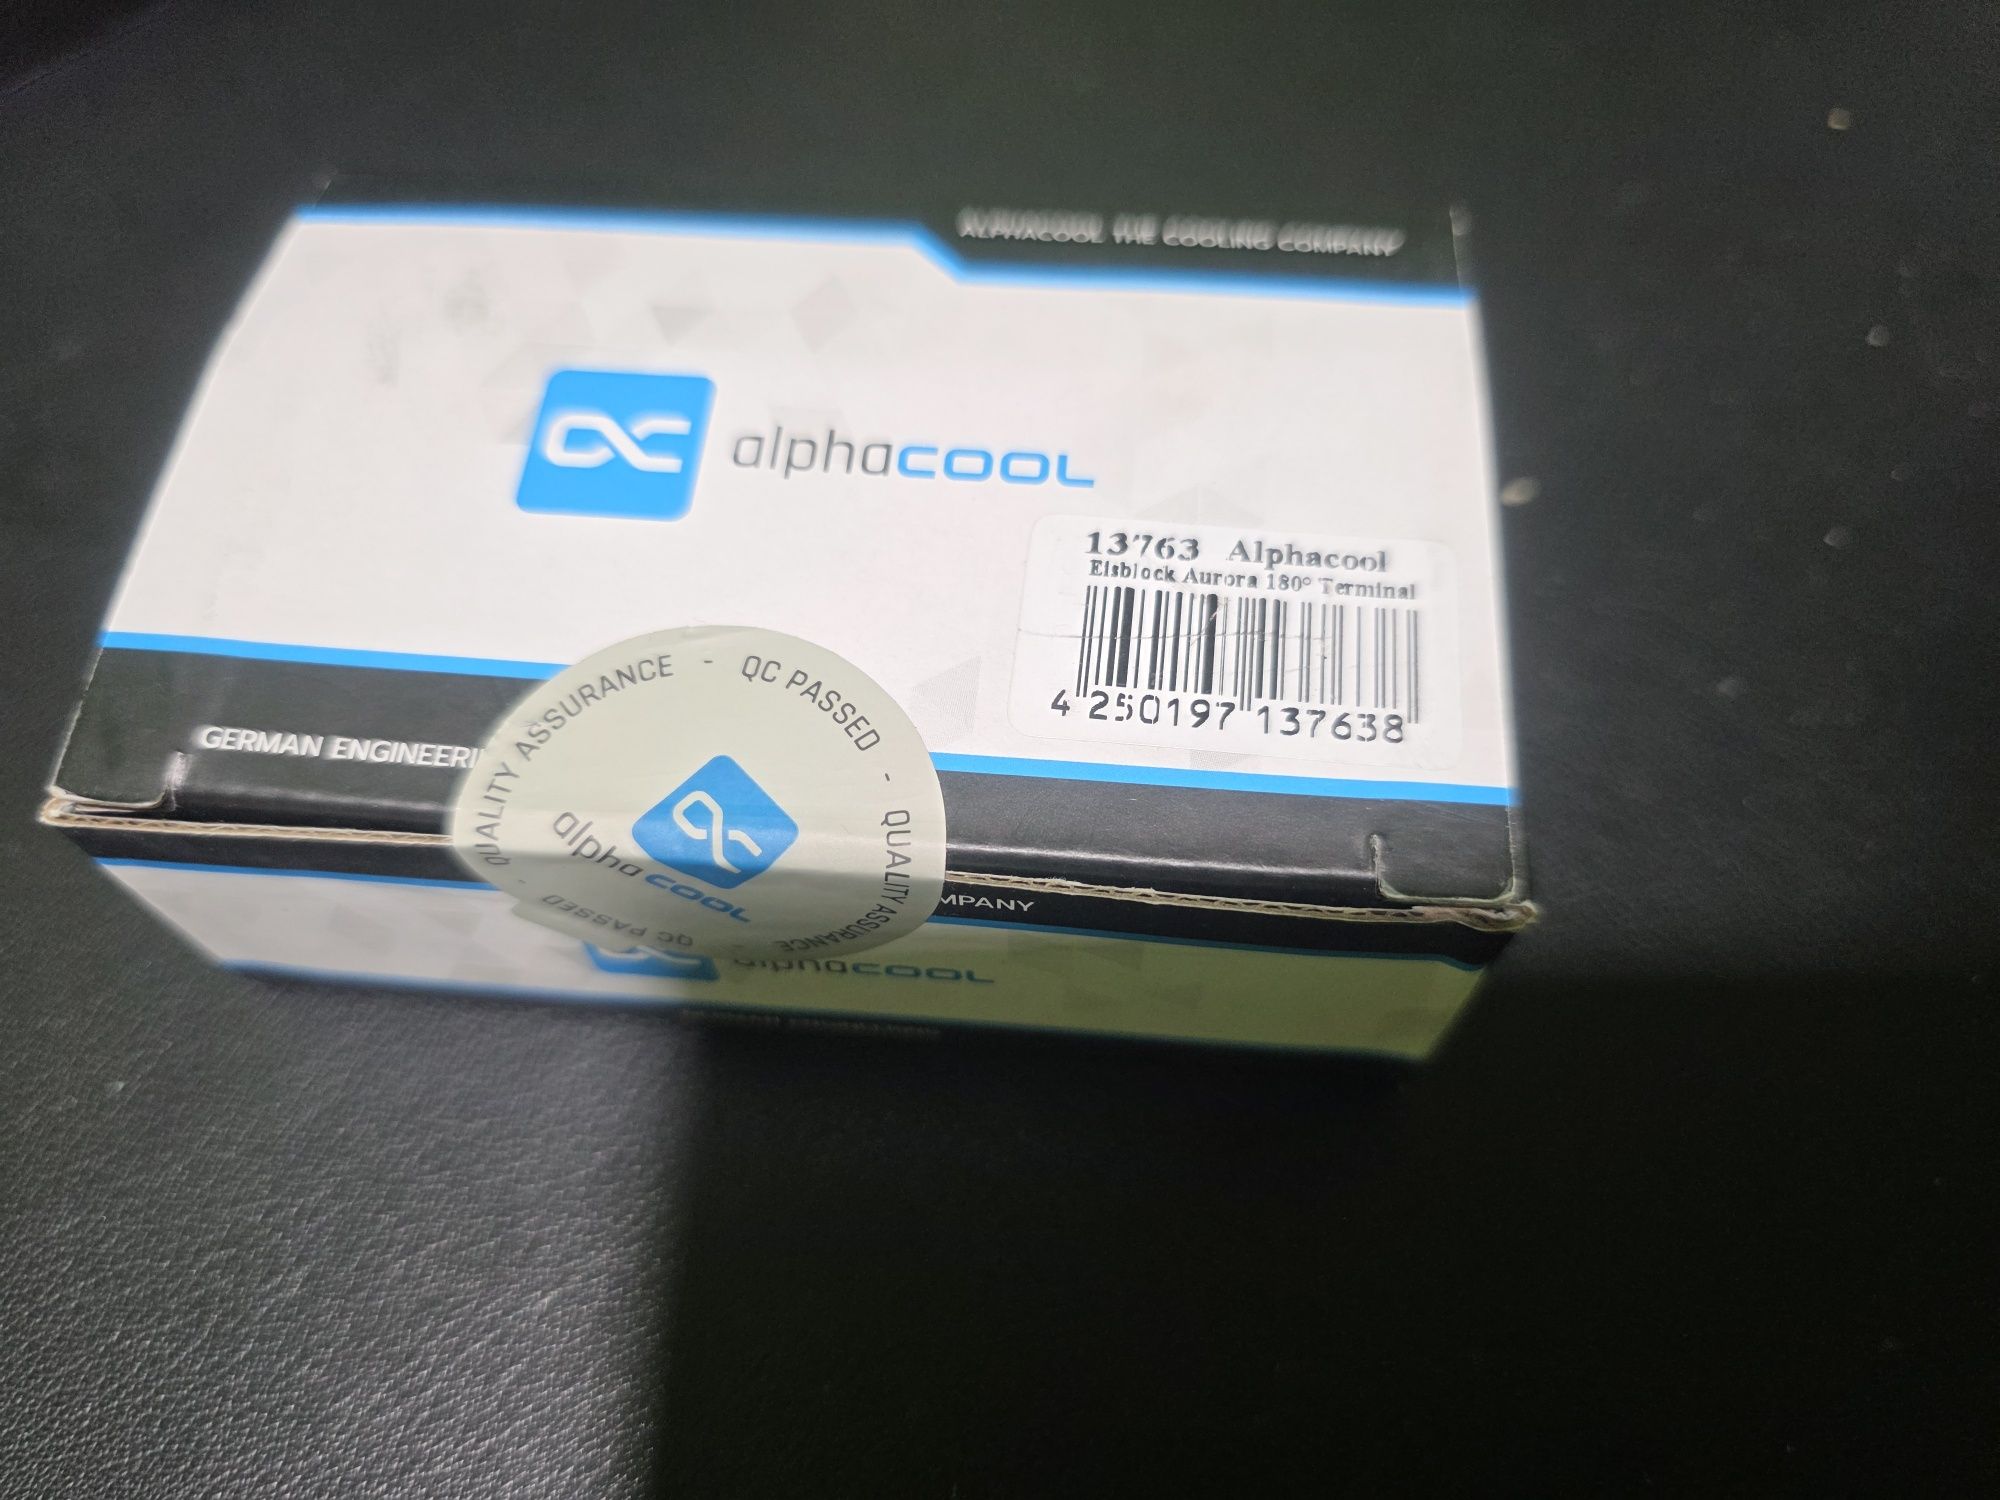 ALPHACOOL THE COOLING COMPANY
alphacool
13763 Alphacool
Eisblock Aurora 180° Terminal
4 250197 137638
GERMAN ENGINEERI
QUALITY ASSURANCE - QC PASSED - QUALITY ASSURANCE - QC PASSED -
alphacool
MPANY
alphacool